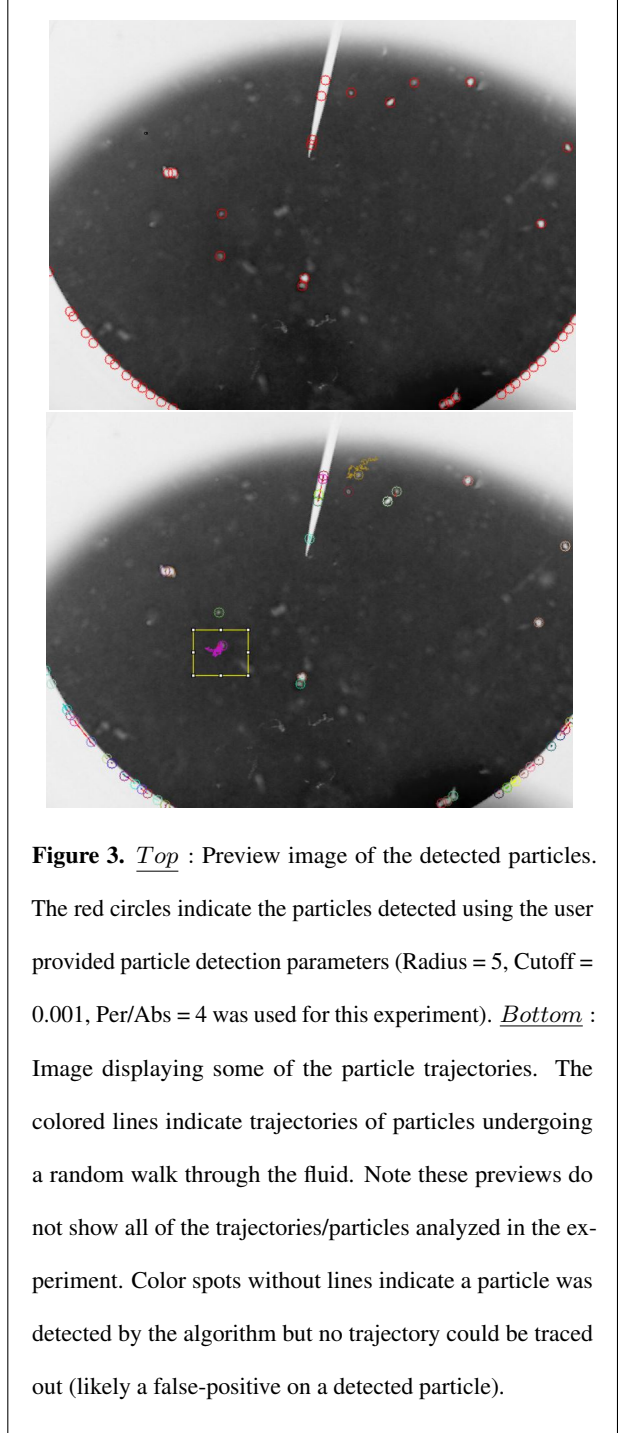 Figure 3. Top : Preview image of the detected particles.
The red circles indicate the particles detected using the user
provided particle detection parameters (Radius = 5, Cutoff =
0.001, Per/Abs = 4 was used for this experiment). Bottom :
Image displaying some of the particle trajectories. The
colored lines indicate trajectories of particles undergoing
a random walk through the fluid. Note these previews do
not show all of the trajectories/particles analyzed in the ex-
periment. Color spots without lines indicate a particle was
detected by the algorithm but no trajectory could be traced
out (likely a false-positive on a detected particle).